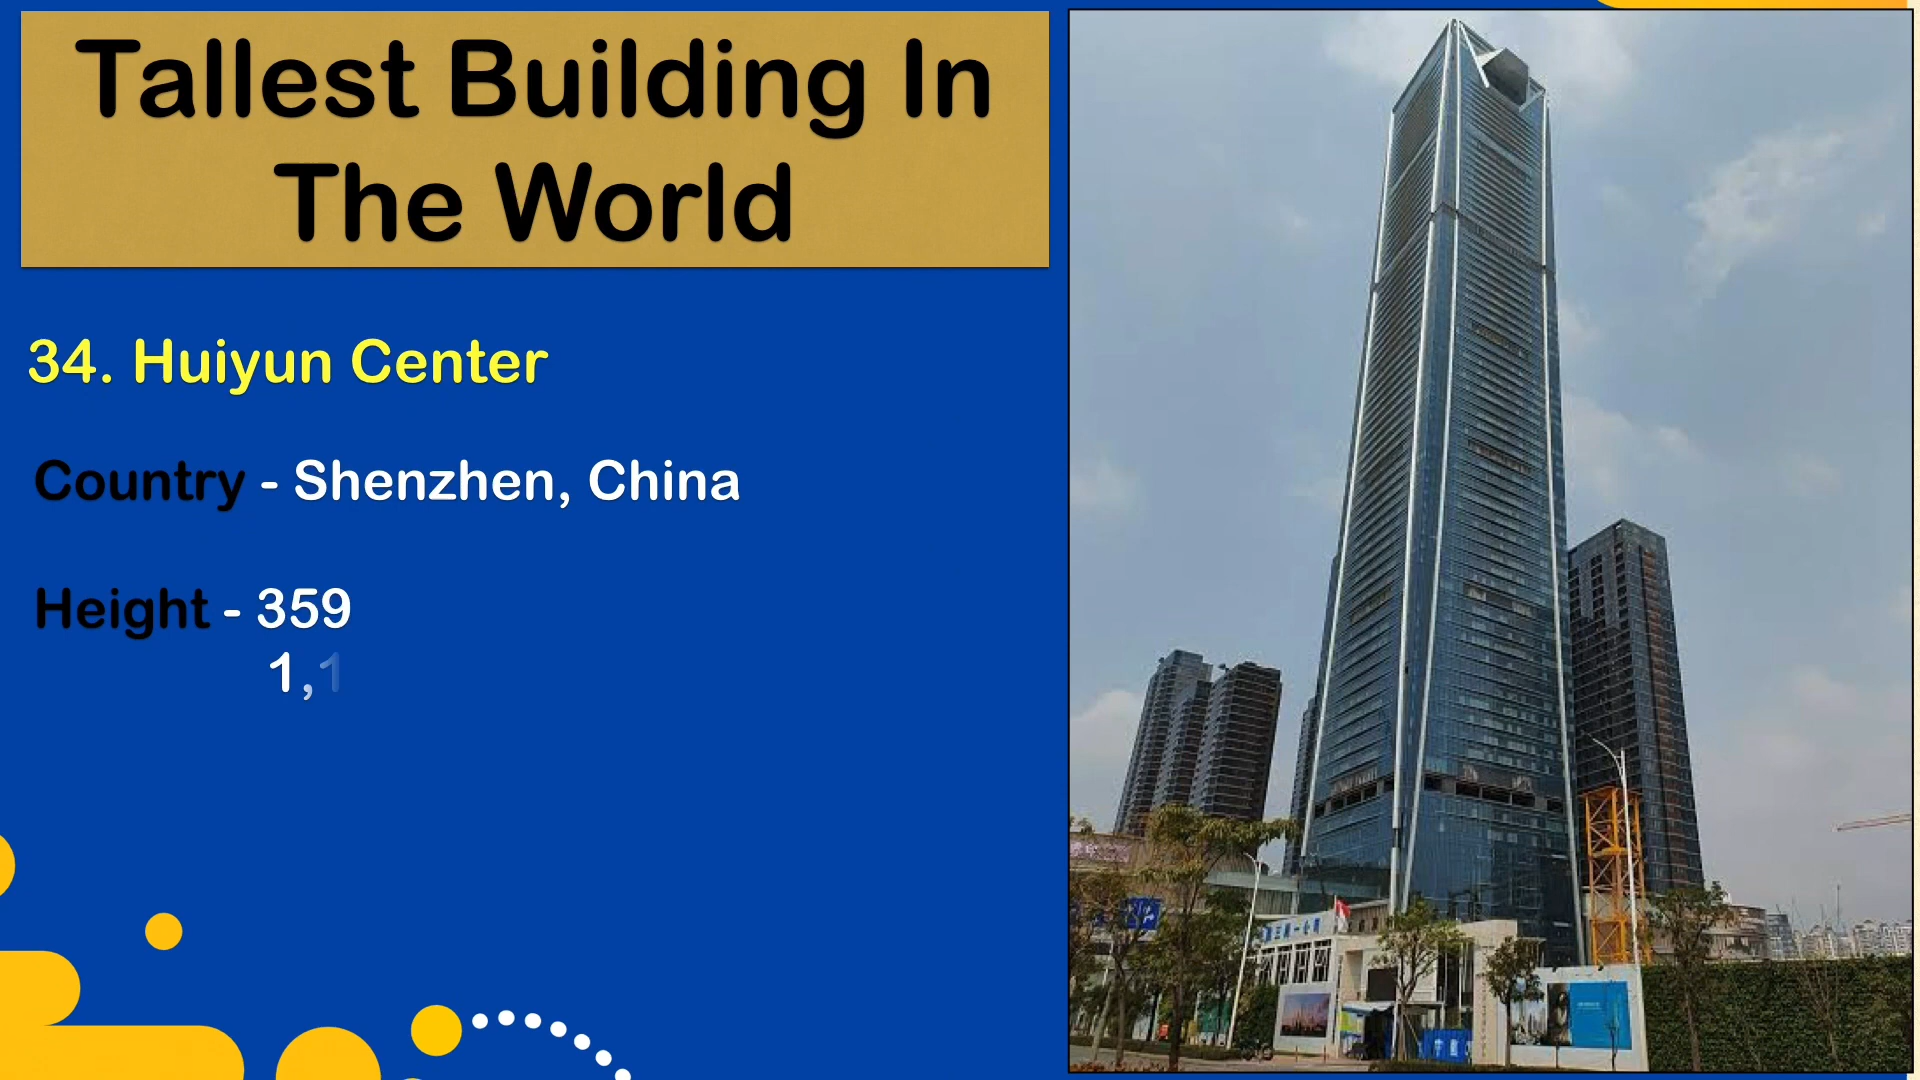 Tallest Building In
The World
34. Huiyun Center
Country - Shenzhen, China
Height - 359
1,1